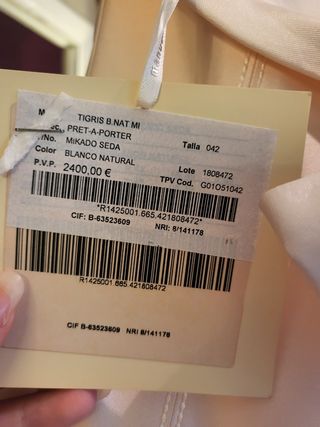 M TIGRIS B.NAT MI
PRET-A-PORTER Talla 042
/No. MIKADO SEDA
Color BLANCO NATURAL Lote 1808472
P.V.P. 2400.00 € TPV Cod. G01O51042
*R1425001.665.421808472*
CIF: B-63523609 NRI: 8/141178
R1425001.665.421808472
CIF B-63523609 NRI 8/141178